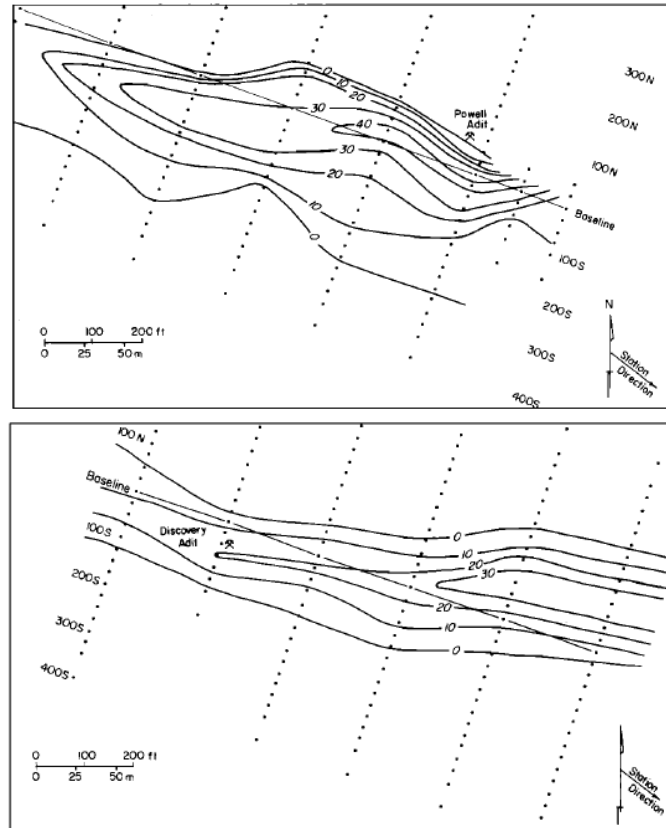 0
10
20
30
40
30
20
10
0
Powell
Adit
300N
200N
100N
Baseline
100S
200S
300S
400S
0 100 200 ft
0 25 50 m
N
Station
Direction
100N
Baseline
100S
200S
300S
400S
Discovery
Adit
0
10
20
30
20
10
0
0 100 200 ft
0 25 50 m
Station
Direction